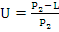 U = P₂−L / P₂